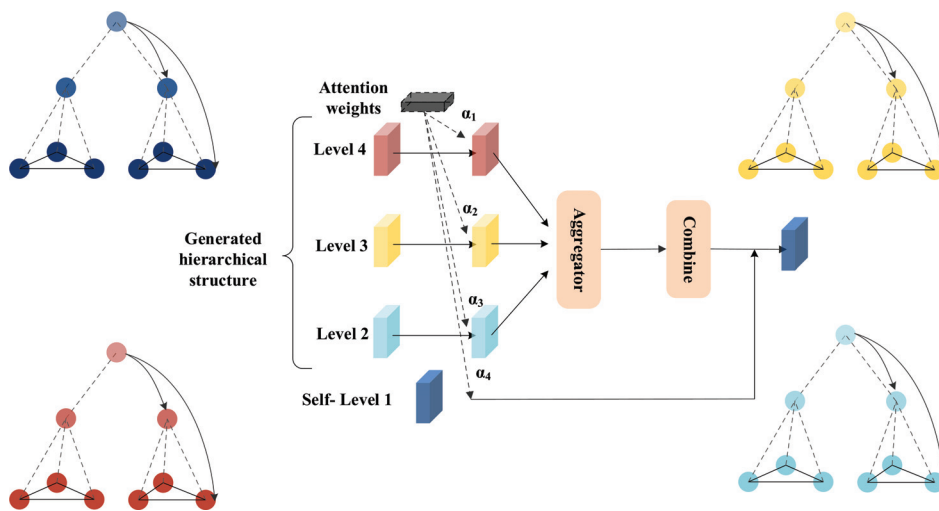 Attention
weights
α1
Level 4
α2
Level 3
Aggregator
Combine
Generated
hierarchical
structure
α3
Level 2
α4
Self- Level 1